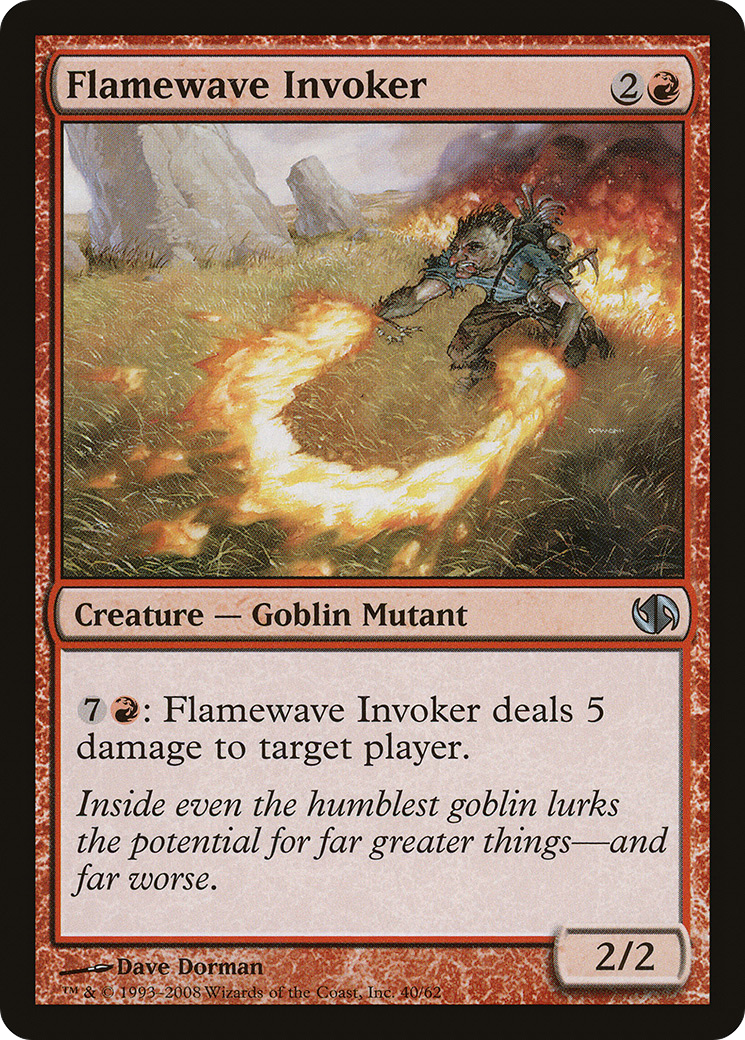 Flamewave Invoker 2
Creature — Goblin Mutant
7 : Flamewave Invoker deals 5
damage to target player.
Inside even the humblest goblin lurks
the potential for far greater things—and
far worse.
2/2
Dave Dorman
™ & © 1993–2008 Wizards of the Coast, Inc. 40/62